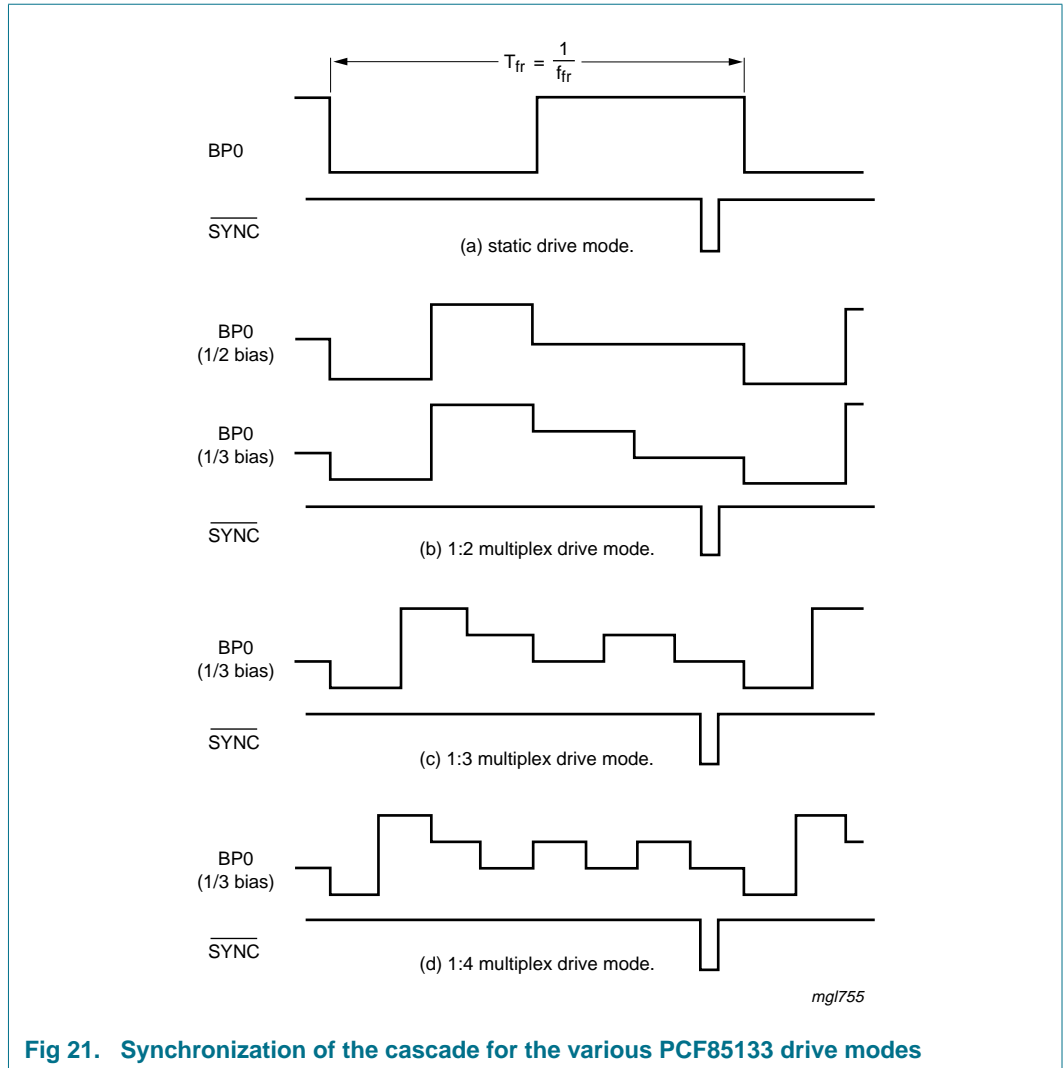 Tfr = 1/ffr
BP0
SYNC
(a) static drive mode.
BP0
(1/2 bias)
BP0
(1/3 bias)
SYNC
(b) 1:2 multiplex drive mode.
BP0
(1/3 bias)
SYNC
(c) 1:3 multiplex drive mode.
BP0
(1/3 bias)
SYNC
(d) 1:4 multiplex drive mode.
mgl755
Fig 21. Synchronization of the cascade for the various PCF85133 drive modes